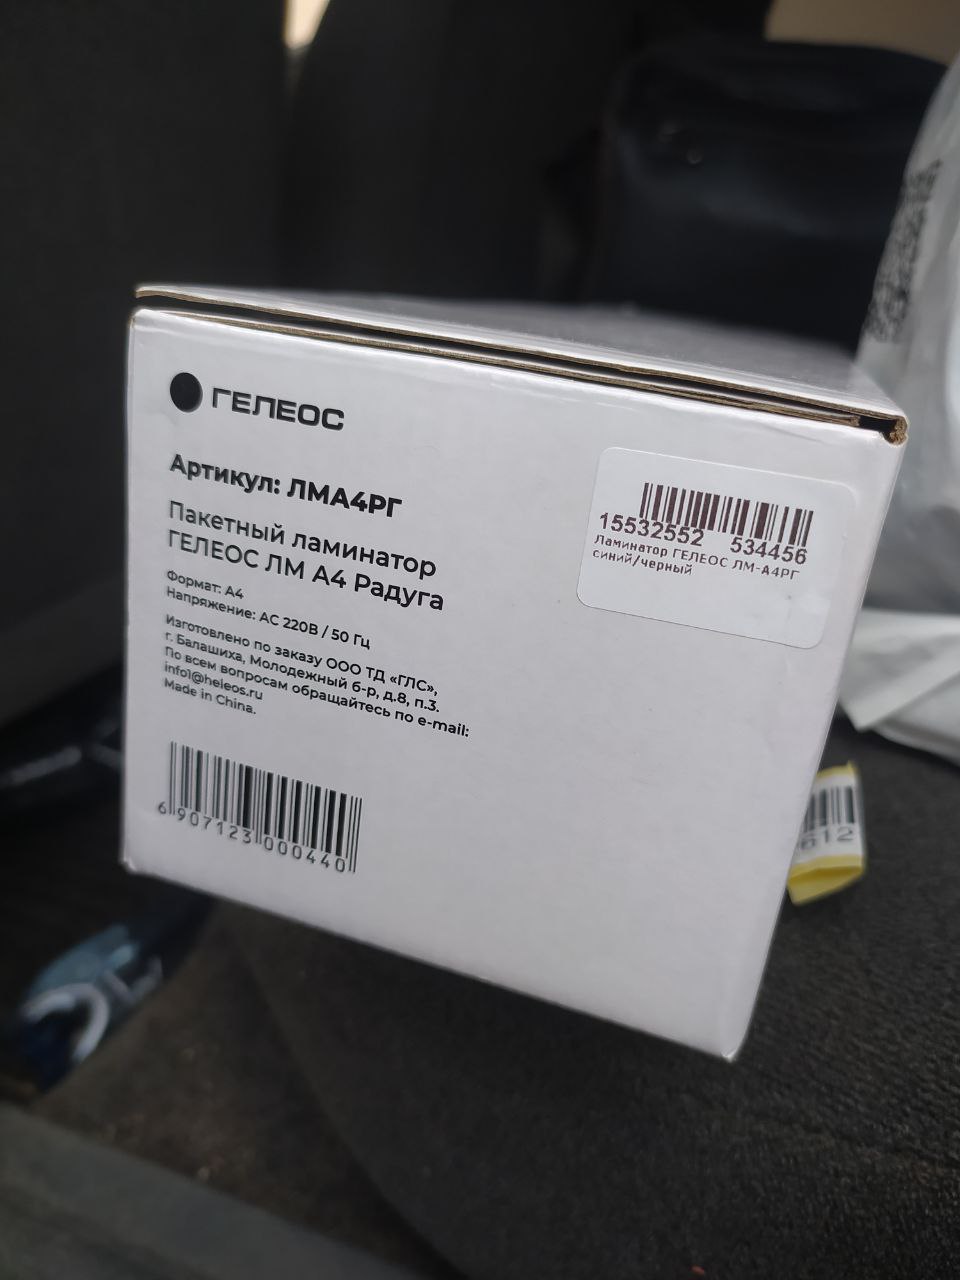 ГЕЛЕОС
Артикул: ЛМА4РГ
Пакетный ламинатор
ГЕЛЕОС ЛМ А4 Радуга
Формат: А4
Напряжение: АС 220В / 50 Гц
Изготовлено по заказу ООО ТД «ГЛС»,
г. Балашиха, Молодежный б-р, д.8, п.3.
По всем вопросам обращайтесь по e-mail:
info1@heleos.ru
Made in China.
6 907123 000440
15532552 534456
Ламинатор ГЕЛЕОС ЛМ-А4РГ
синий/черный
612